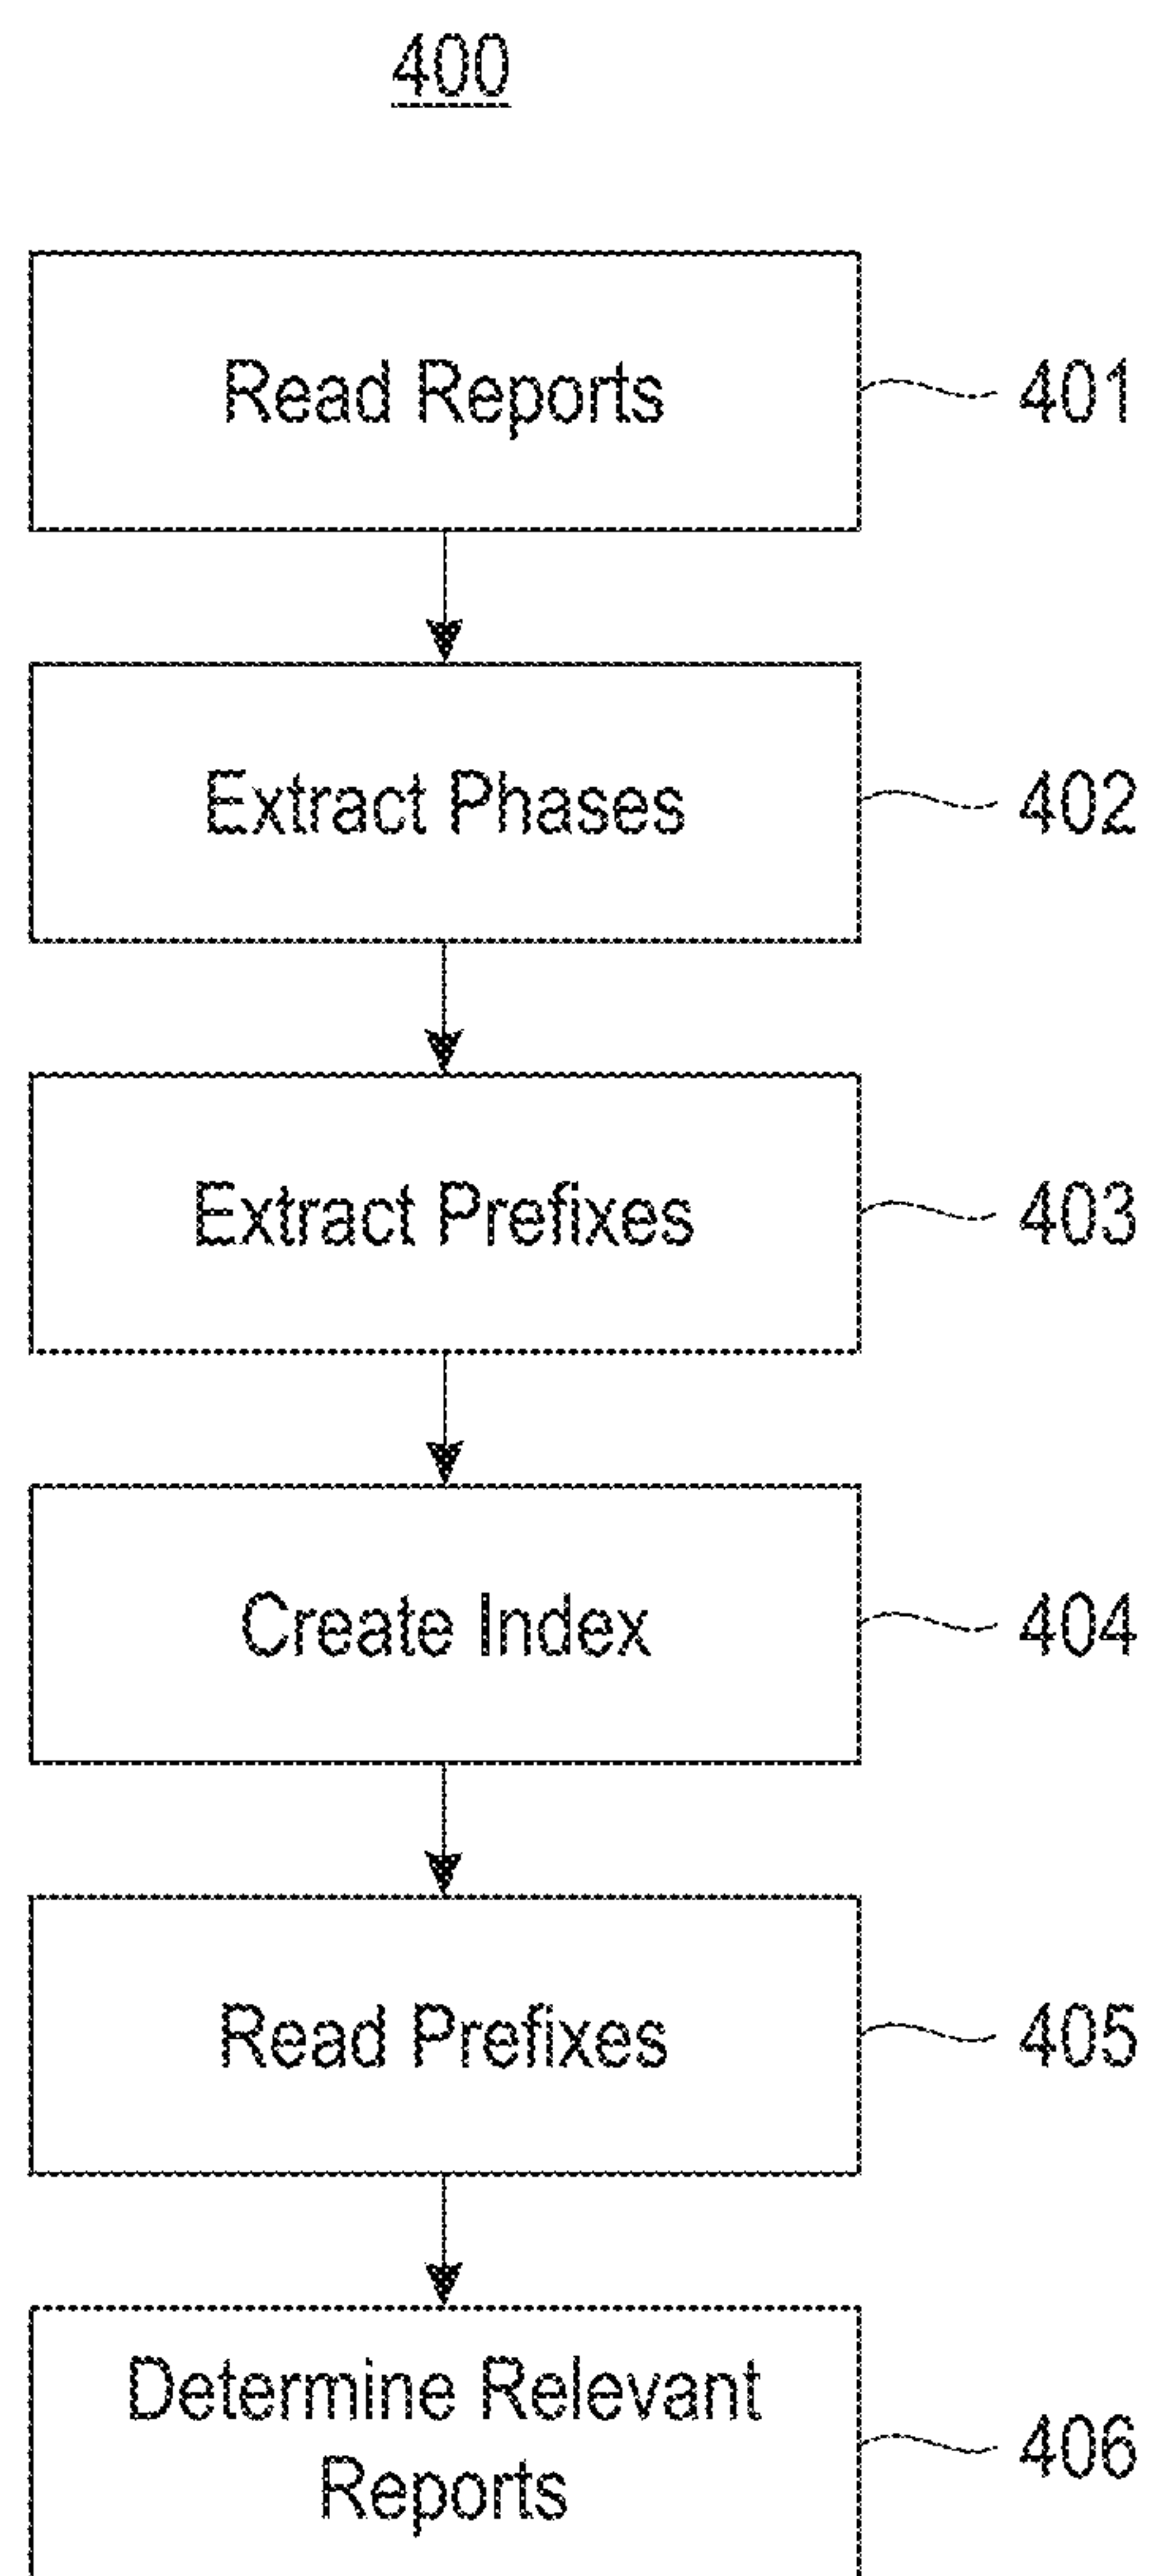 400
Read Reports
401
Extract Phases
402
Extract Prefixes
403
Create Index
404
Read Prefixes
405
Determine Relevant
Reports
406